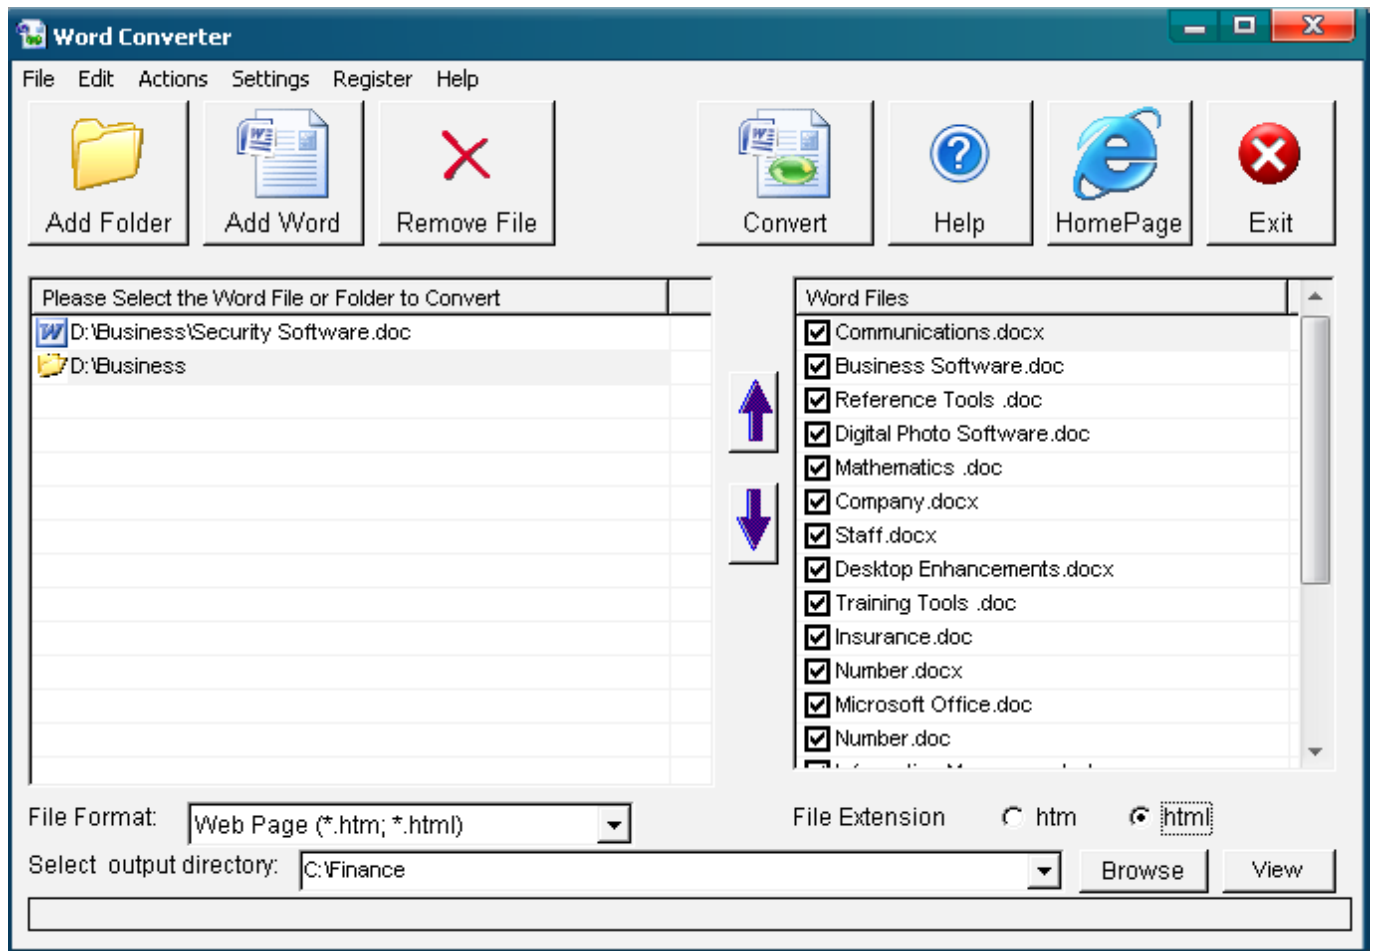 Word Converter
File Edit Actions Settings Register Help
Add Folder Add Word Remove File Convert Help HomePage Exit
Please Select the Word File or Folder to Convert
D:\Business\Security Software.doc
D:\Business
Word Files
Communications.docx
Business Software.doc
Reference Tools .doc
Digital Photo Software.doc
Mathematics .doc
Company.docx
Staff.docx
Desktop Enhancements.docx
Training Tools .doc
Insurance.doc
Number.docx
Microsoft Office.doc
Number.doc
File Format: Web Page (*.htm; *.html) File Extension htm html
Select output directory: C:\Finance Browse View